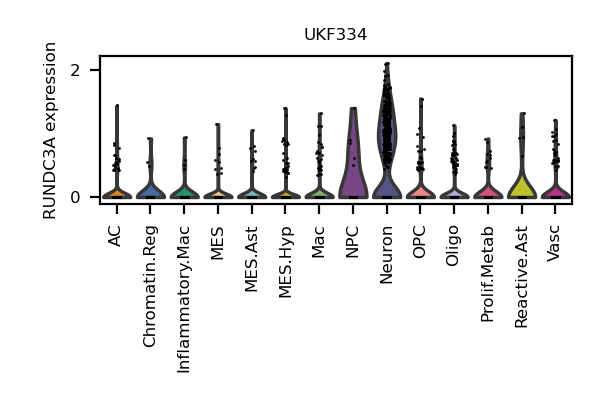 UKF334
RUNDC3A expression
2
0
AC
Chromatin.Reg
Inflammatory.Mac
MES
MES.Ast
MES.Hyp
Mac
NPC
Neuron
OPC
Oligo
Prolif.Metab
Reactive.Ast
Vasc